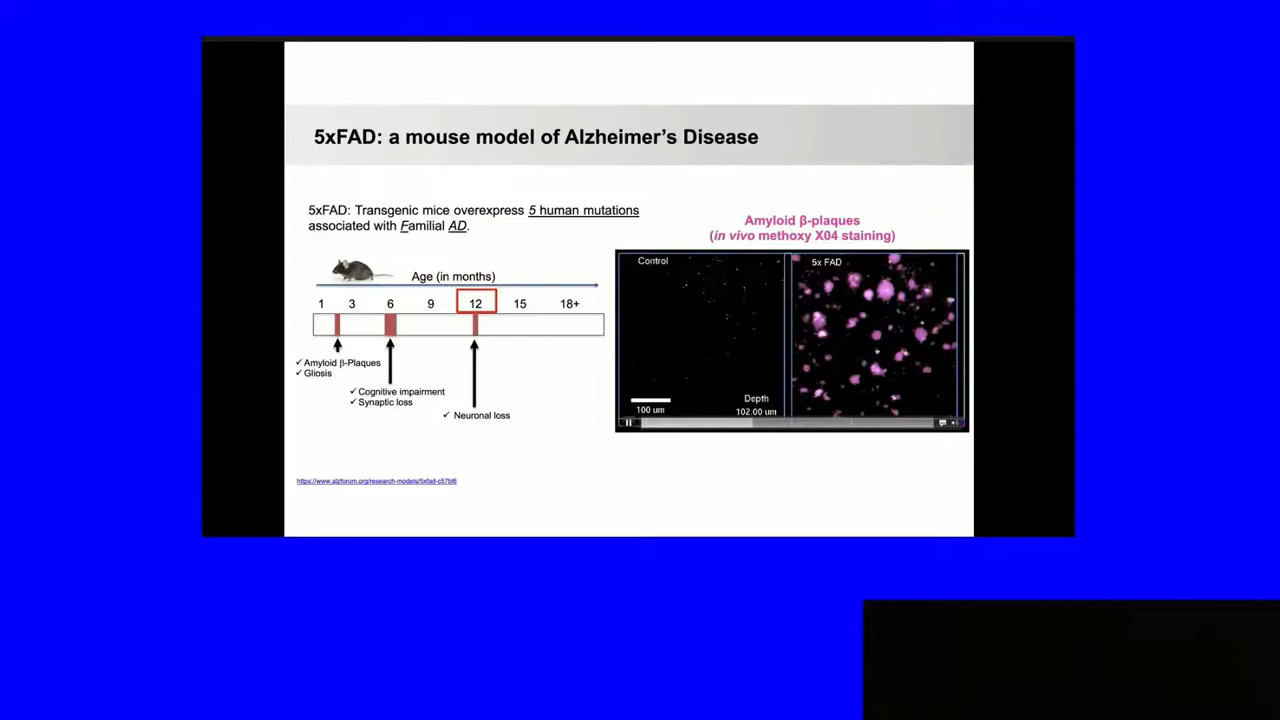 5xFAD: a mouse model of Alzheimer's Disease
5xFAD: Transgenic mice overexpress 5 human mutations
associated with Familial AD.
Age (in months)
1 3 6 9 12 15 18+
✓ Amyloid β-Plaques
✓ Gliosis
✓ Cognitive impairment
✓ Synaptic loss
✓ Neuronal loss
Amyloid β-plaques
(in vivo methoxy X04 staining)
Control
5x FAD
100 um
Depth
102.00 um
https://www.alzforum.org/research-models/5xfad-c57bl6